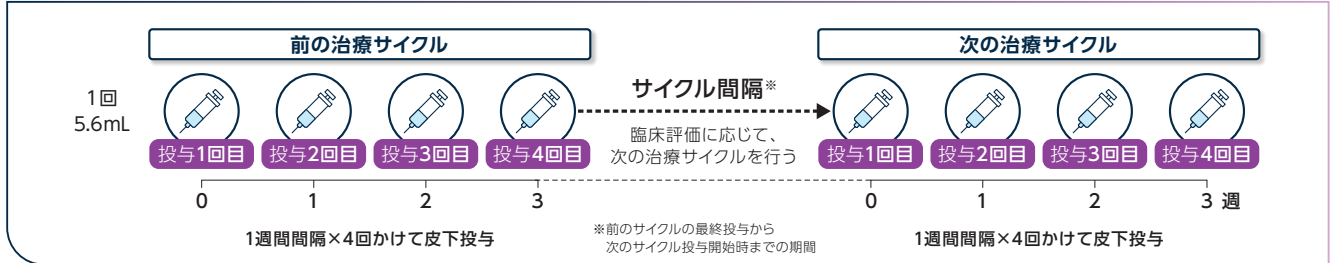 前の治療サイクル
次の治療サイクル
1回
5.6mL
サイクル間隔※
臨床評価に応じて、
次の治療サイクルを行う
投与1回目
投与2回目
投与3回目
投与4回目
投与1回目
投与2回目
投与3回目
投与4回目
0 1 2 3
0 1 2 3 週
1週間間隔×4回かけて皮下投与
※前のサイクルの最終投与から
次のサイクル投与開始時までの期間
1週間間隔×4回かけて皮下投与